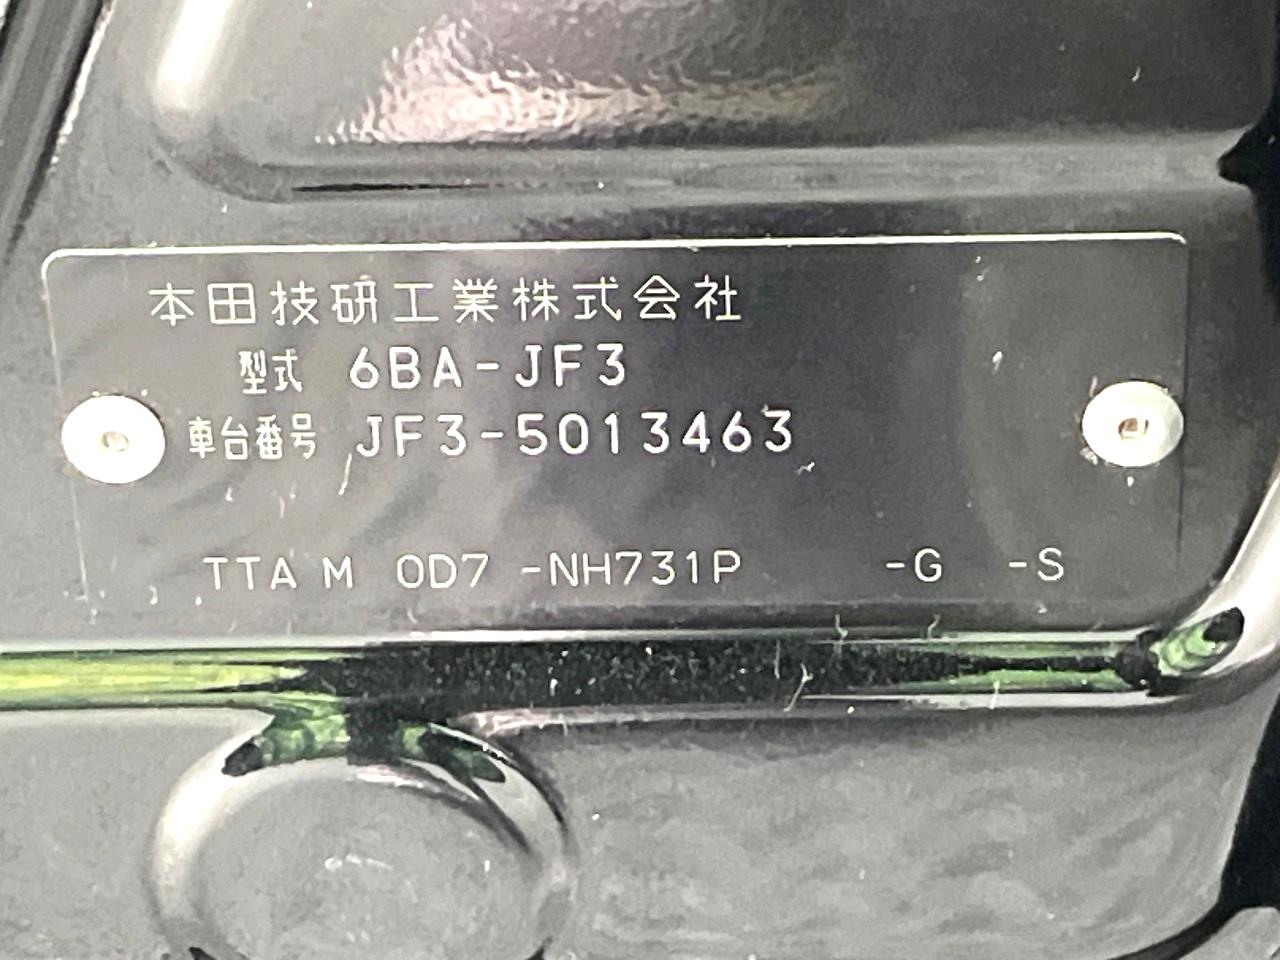 本田技研工業株式会社
型式 6BA-JF3
車台番号 JF3-5013463
TTA M 0D7 -NH731P -G -S